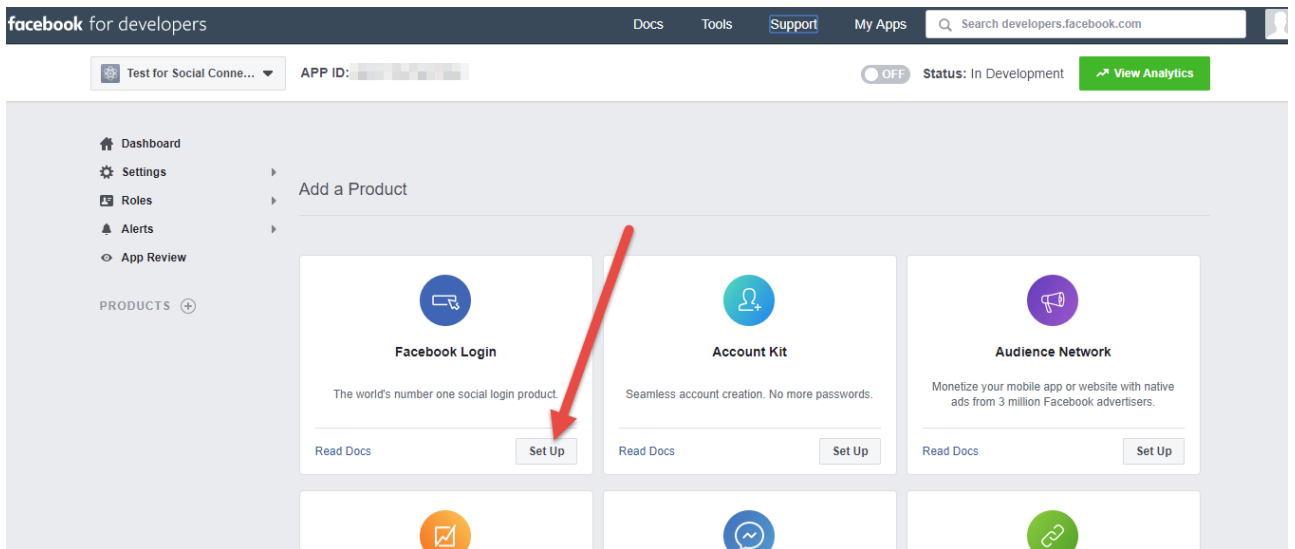 facebook for developers Docs Tools Support My Apps Search developers.facebook.com
Test for Social Conne... APP ID: OFF Status: In Development View Analytics
Dashboard
Settings
Roles
Alerts
App Review
PRODUCTS
Add a Product
Facebook Login
The world's number one social login product.
Read Docs Set Up
Account Kit
Seamless account creation. No more passwords.
Read Docs Set Up
Audience Network
Monetize your mobile app or website with native
ads from 3 million Facebook advertisers.
Read Docs Set Up